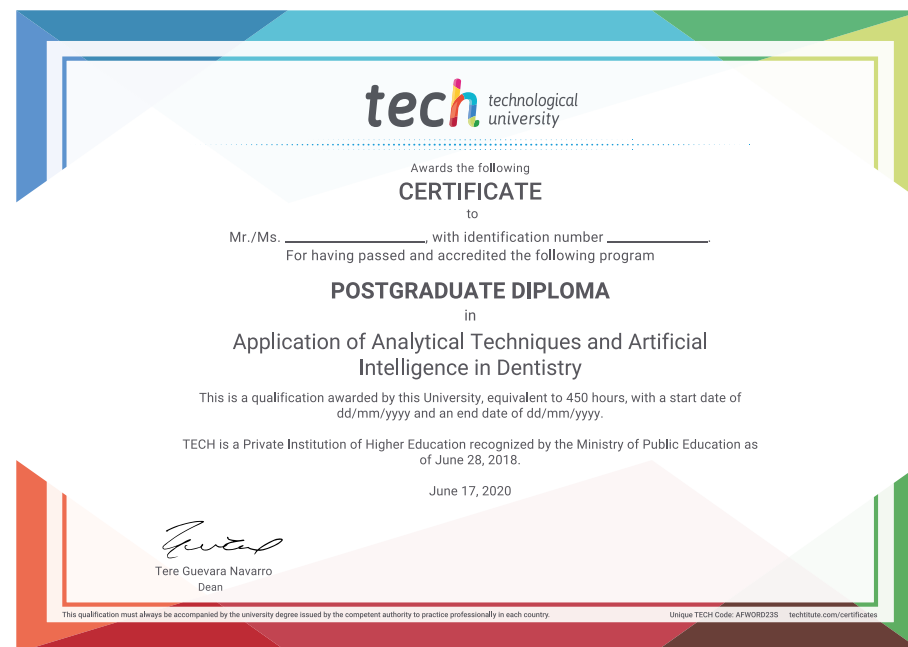 tech technological
university
Awards the following
CERTIFICATE
to
Mr./Ms. ____________________, with identification number ______________.
For having passed and accredited the following program
POSTGRADUATE DIPLOMA
in
Application of Analytical Techniques and Artificial
Intelligence in Dentistry
This is a qualification awarded by this University, equivalent to 450 hours, with a start date of
dd/mm/yyyy and an end date of dd/mm/yyyy.
TECH is a Private Institution of Higher Education recognized by the Ministry of Public Education as
of June 28, 2018.
June 17, 2020
Tere Guevara Navarro
Dean
This qualification must always be accompanied by the university degree issued by the competent authority to practice professionally in each country. Unique TECH Code: AFWORD23S techtitute.com/certificates